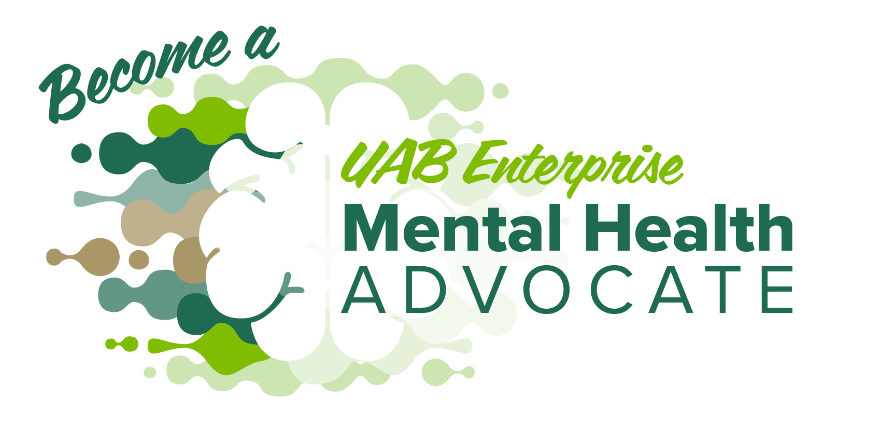 Become a
UAB Enterprise
Mental Health
ADVOCATE